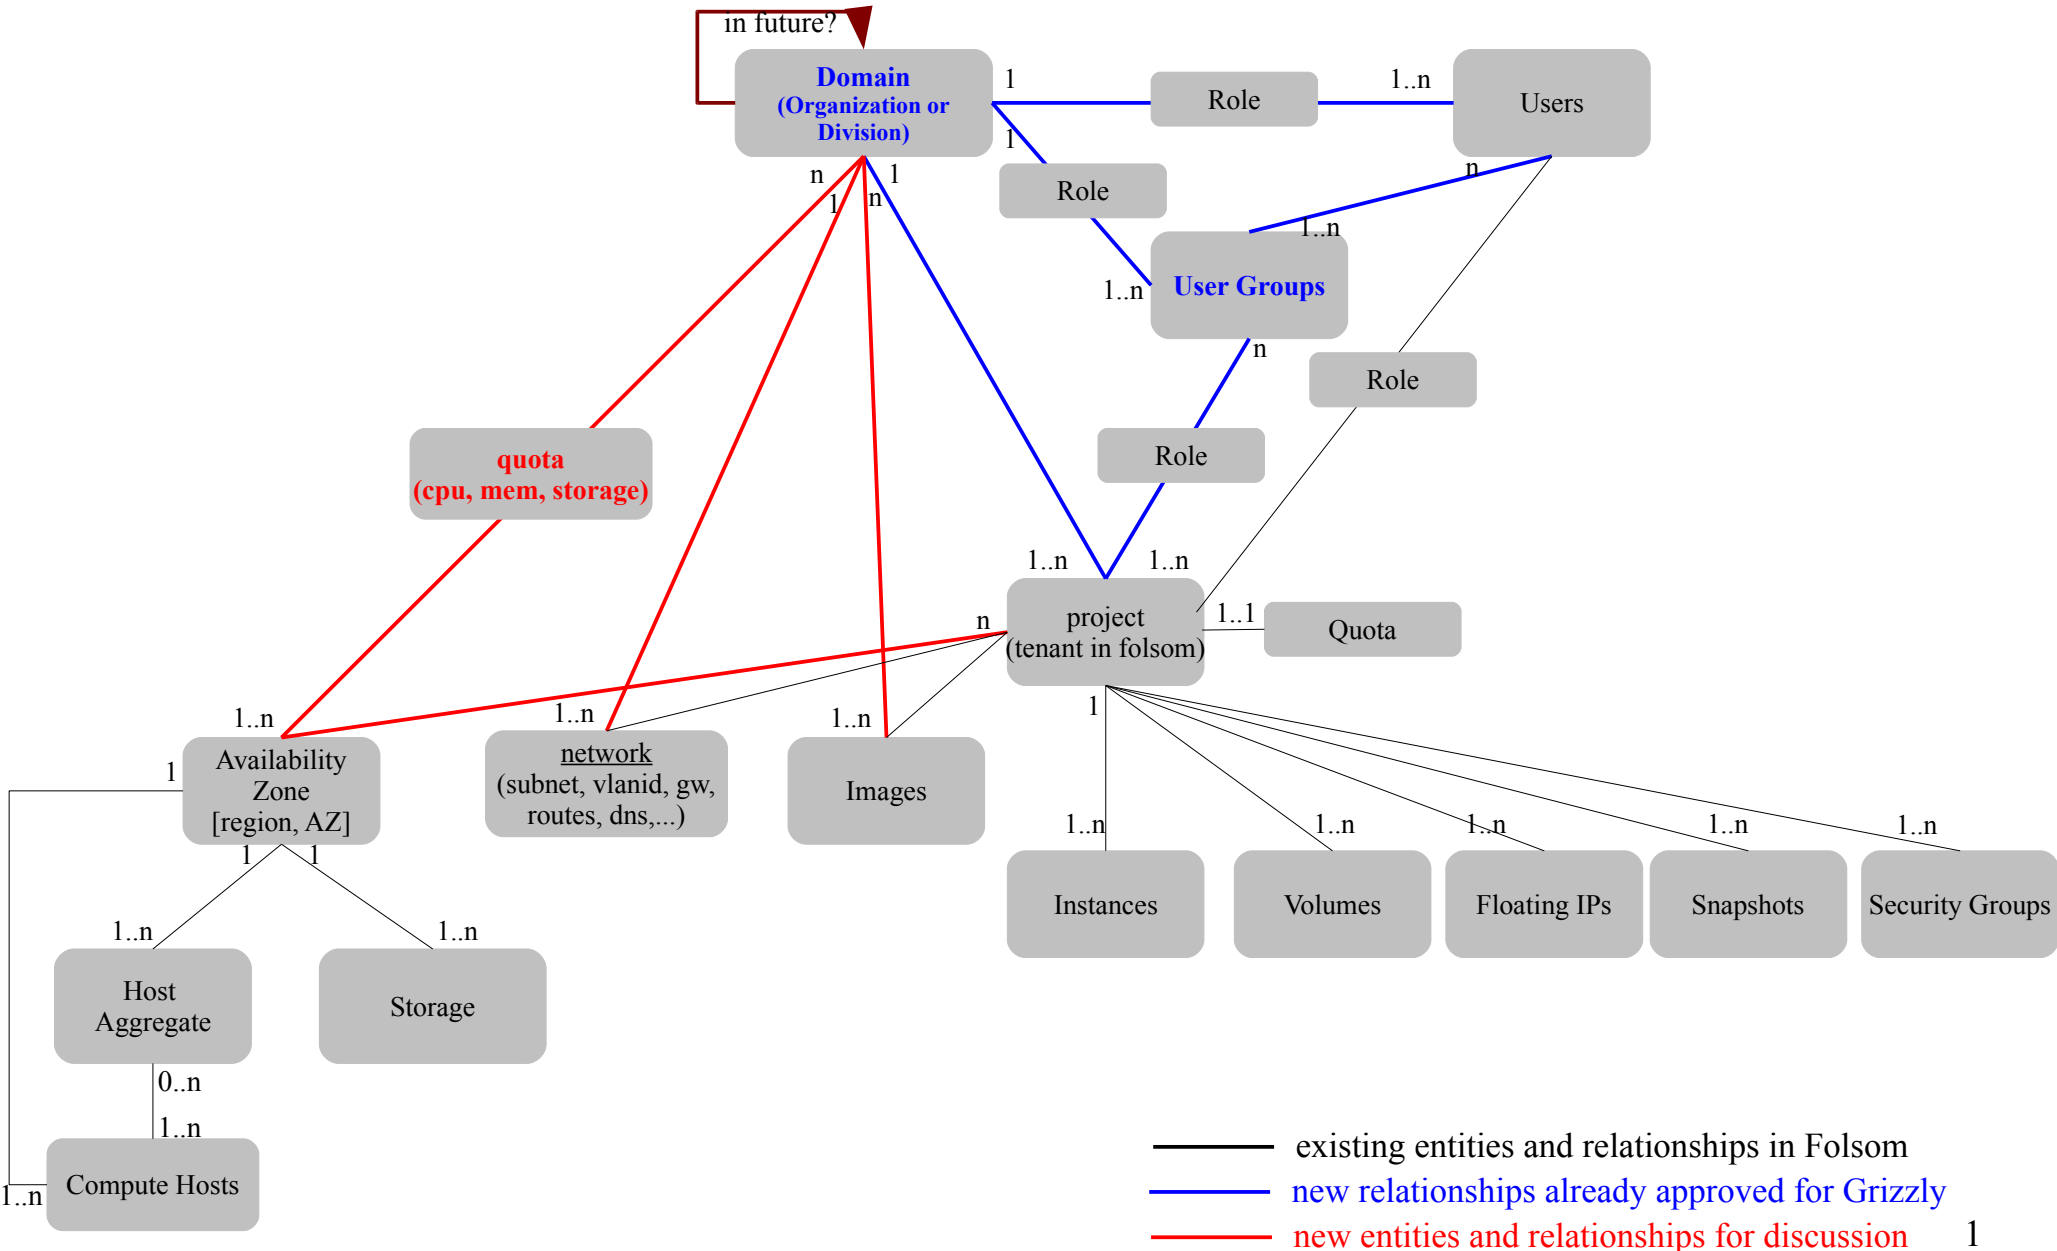 in future?
Domain
(Organization or
Division)
1
Role
1..n
Users
1
Role
n
1..n
1..n
User Groups
n
n
1
1
n
Role
quota
(cpu, mem, storage)
Role
1..n
1..n
project
(tenant in folsom)
n
1..1
Quota
1..n
1..n
1..n
1
1
Availability
Zone
[region, AZ]
network
(subnet, vlanid, gw,
routes, dns,...)
Images
1
1
1..n
1..n
1..n
1..n
1..n
Instances
Volumes
Floating IPs
Snapshots
Security Groups
1..n
1..n
Host
Aggregate
Storage
0..n
1..n
Compute Hosts
1..n
existing entities and relationships in Folsom
new relationships already approved for Grizzly
new entities and relationships for discussion
1